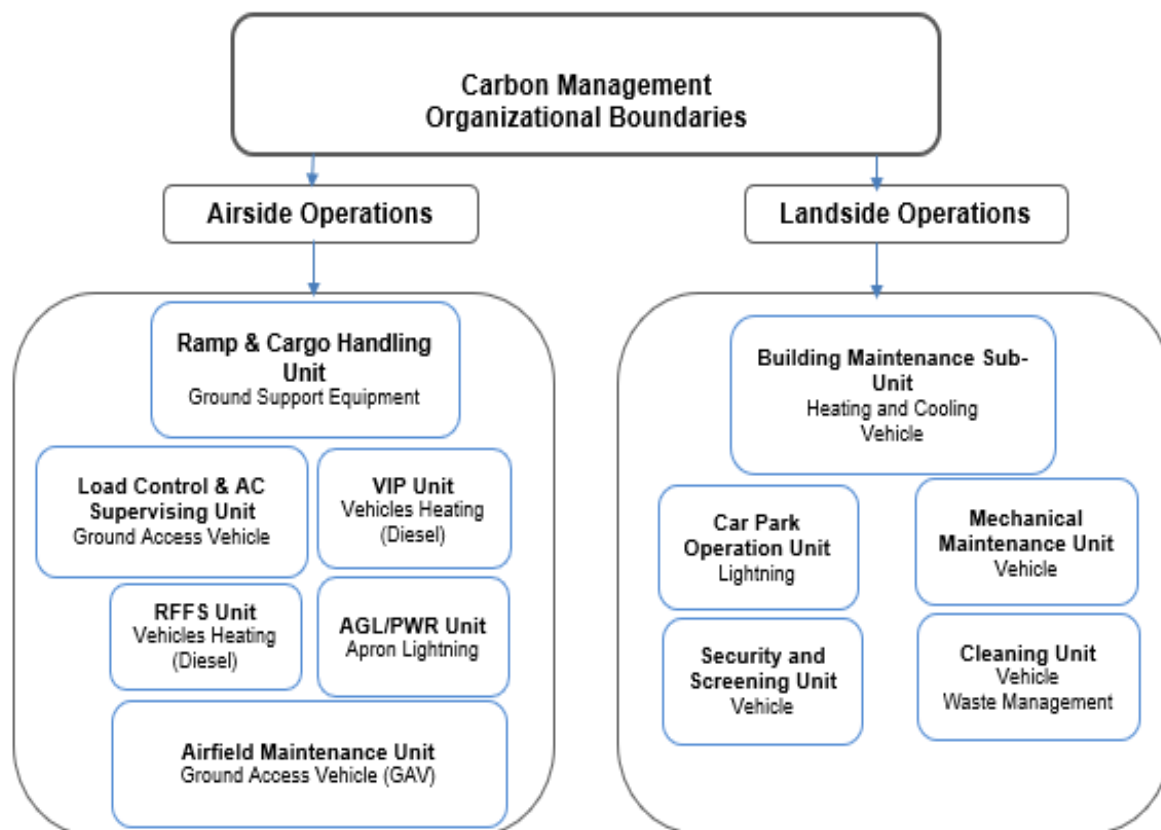 Carbon Management
Organizational Boundaries
Airside Operations
Landside Operations
Ramp & Cargo Handling
Unit
Ground Support Equipment
Load Control & AC
Supervising Unit
Ground Access Vehicle
VIP Unit
Vehicles Heating
(Diesel)
RFFS Unit
Vehicles Heating
(Diesel)
AGL/PWR Unit
Apron Lightning
Airfield Maintenance Unit
Ground Access Vehicle (GAV)
Building Maintenance Sub-
Unit
Heating and Cooling
Vehicle
Car Park
Operation Unit
Lightning
Mechanical
Maintenance Unit
Vehicle
Security and
Screening Unit
Vehicle
Cleaning Unit
Vehicle
Waste Management